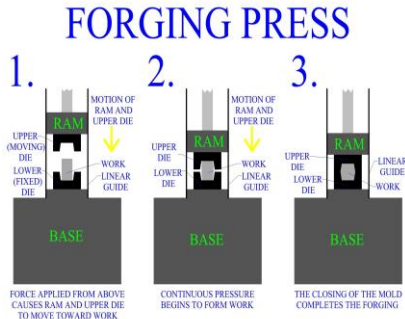 FORGING PRESS
1.
MOTION OF
RAM AND
UPPER DIE
RAM
UPPER
(MOVING)
DIE
WORK
LOWER
(FIXED)
DIE
LINEAR
GUIDE
BASE
FORCE APPLIED FROM ABOVE
CAUSES RAM AND UPPER DIE
TO MOVE TOWARD WORK
2.
MOTION OF
RAM AND
UPPER DIE
RAM
UPPER DIE
LOWER DIE
WORK
LINEAR
GUIDE
BASE
CONTINUOUS PRESSURE
BEGINS TO FORM WORK
3.
RAM
UPPER DIE
LINEAR
GUIDE
LOWER DIE
WORK
BASE
THE CLOSING OF THE MOLD
COMPLETES THE FORGING